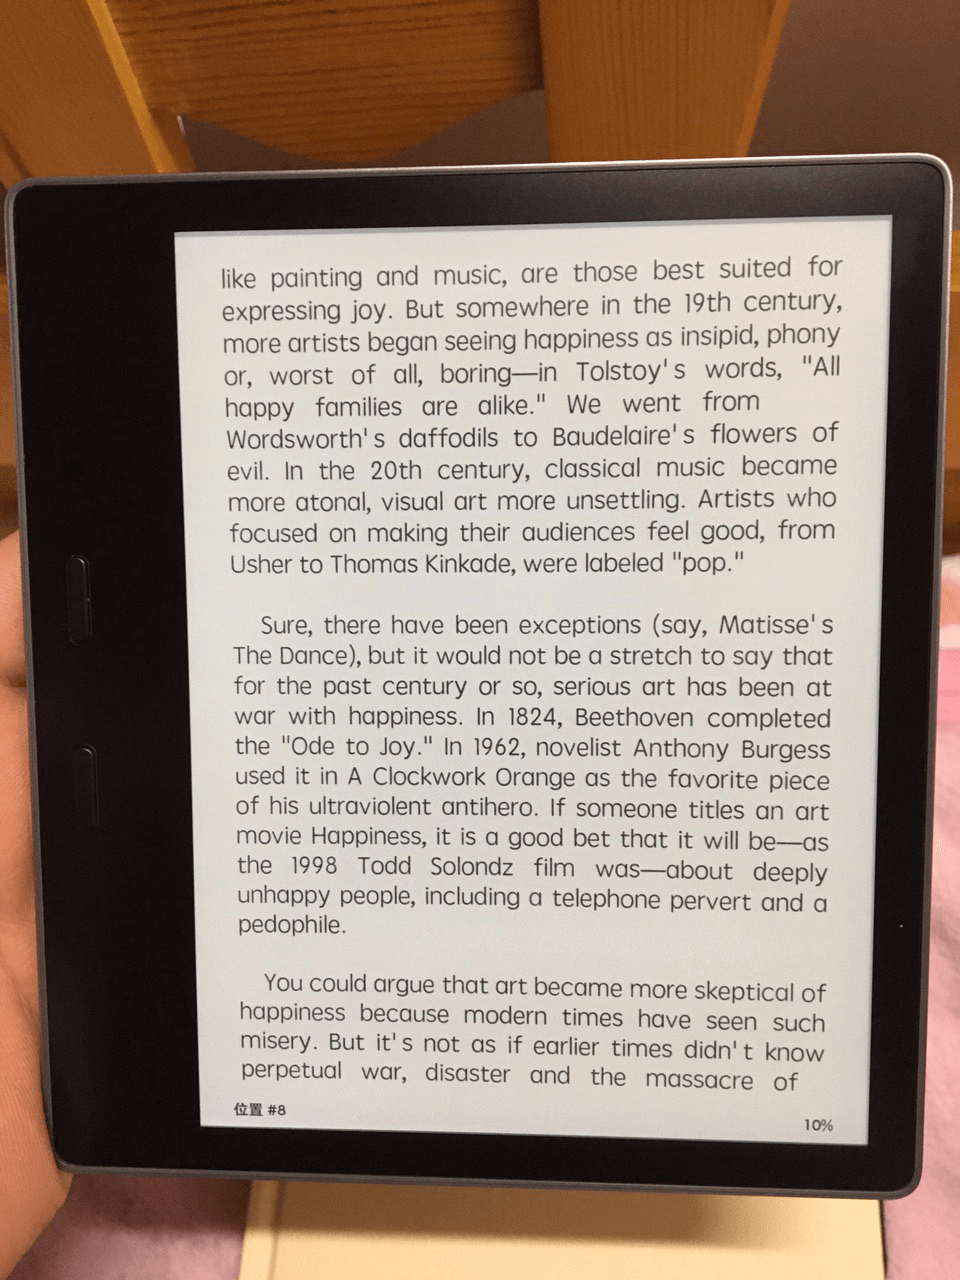 like painting and music, are those best suited for
expressing joy. But somewhere in the 19th century,
more artists began seeing happiness as insipid, phony
or, worst of all, boring—in Tolstoy's words, "All
happy families are alike." We went from
Wordsworth's daffodils to Baudelaire's flowers of
evil. In the 20th century, classical music became
more atonal, visual art more unsettling. Artists who
focused on making their audiences feel good, from
Usher to Thomas Kinkade, were labeled "pop."
Sure, there have been exceptions (say, Matisse's
The Dance), but it would not be a stretch to say that
for the past century or so, serious art has been at
war with happiness. In 1824, Beethoven completed
the "Ode to Joy." In 1962, novelist Anthony Burgess
used it in A Clockwork Orange as the favorite piece
of his ultraviolent antihero. If someone titles an art
movie Happiness, it is a good bet that it will be—as
the 1998 Todd Solondz film was—about deeply
unhappy people, including a telephone pervert and a
pedophile.
You could argue that art became more skeptical of
happiness because modern times have seen such
misery. But it's not as if earlier times didn't know
perpetual war, disaster and the massacre of
位置 #8
10%